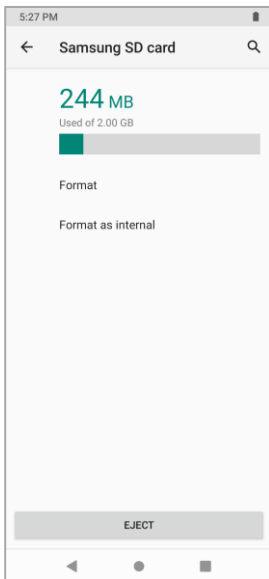 5:27 PM
Samsung SD card
244 MB
Used of 2.00 GB
Format
Format as internal
EJECT